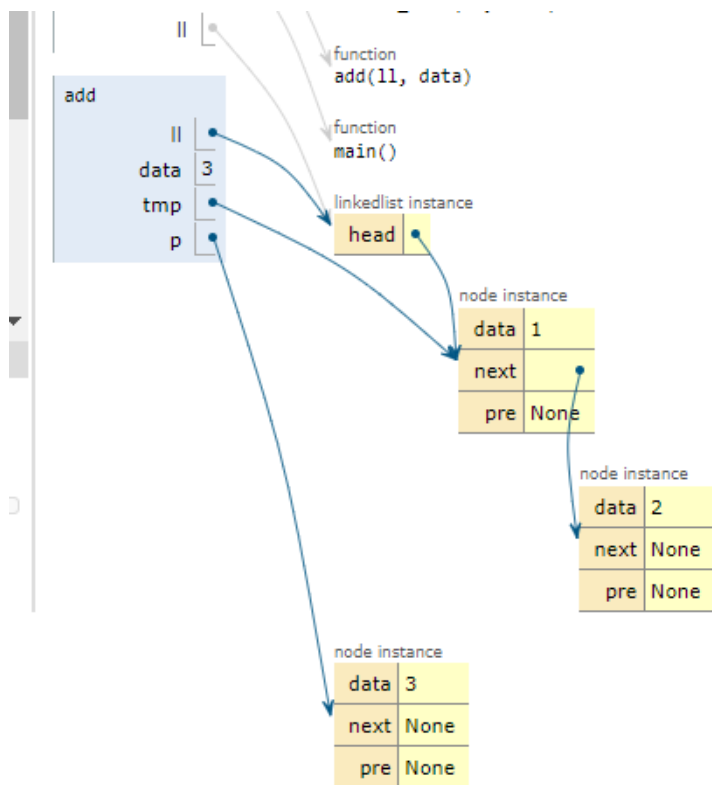 ll
function
add(ll, data)
add
function
main()
ll
data 3
linkedlist instance
tmp
head
p
node instance
data 1
next
pre None
node instance
data 2
next None
pre None
node instance
data 3
next None
pre None